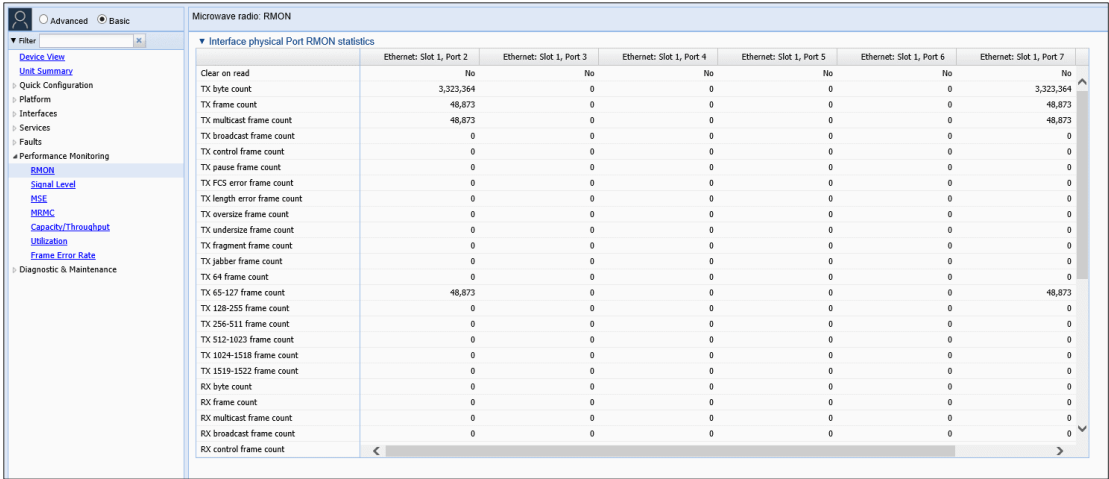 Advanced Basic
Filter
Device View
Unit Summary
Quick Configuration
Platform
Interfaces
Services
Faults
Performance Monitoring
RMON
Signal Level
MSE
MRMC
Capacity/Throughput
Utilization
Frame Error Rate
Diagnostic & Maintenance
Microwave radio: RMON
Interface physical Port RMON statistics
Ethernet: Slot 1, Port 2 Ethernet: Slot 1, Port 3 Ethernet: Slot 1, Port 4 Ethernet: Slot 1, Port 5 Ethernet: Slot 1, Port 6 Ethernet: Slot 1, Port 7
Clear on read No No No No No No
TX byte count 3,323,364 0 0 0 0 3,323,364
TX frame count 48,873 0 0 0 0 48,873
TX multicast frame count 48,873 0 0 0 0 48,873
TX broadcast frame count 0 0 0 0 0 0
TX control frame count 0 0 0 0 0 0
TX pause frame count 0 0 0 0 0 0
TX FCS error frame count 0 0 0 0 0 0
TX length error frame count 0 0 0 0 0 0
TX oversize frame count 0 0 0 0 0 0
TX undersize frame count 0 0 0 0 0 0
TX fragment frame count 0 0 0 0 0 0
TX jabber frame count 0 0 0 0 0 0
TX 64 frame count 0 0 0 0 0 0
TX 65-127 frame count 48,873 0 0 0 0 48,873
TX 128-255 frame count 0 0 0 0 0 0
TX 256-511 frame count 0 0 0 0 0 0
TX 512-1023 frame count 0 0 0 0 0 0
TX 1024-1518 frame count 0 0 0 0 0 0
TX 1519-1522 frame count 0 0 0 0 0 0
RX byte count 0 0 0 0 0 0
RX frame count 0 0 0 0 0 0
RX multicast frame count 0 0 0 0 0 0
RX broadcast frame count 0 0 0 0 0 0
RX control frame count